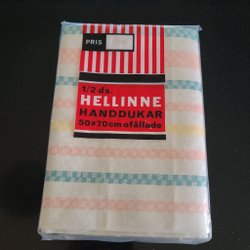 PRIS
1/2 ds.
HELLINNE
HANDDUKAR
50x70cm ofållade